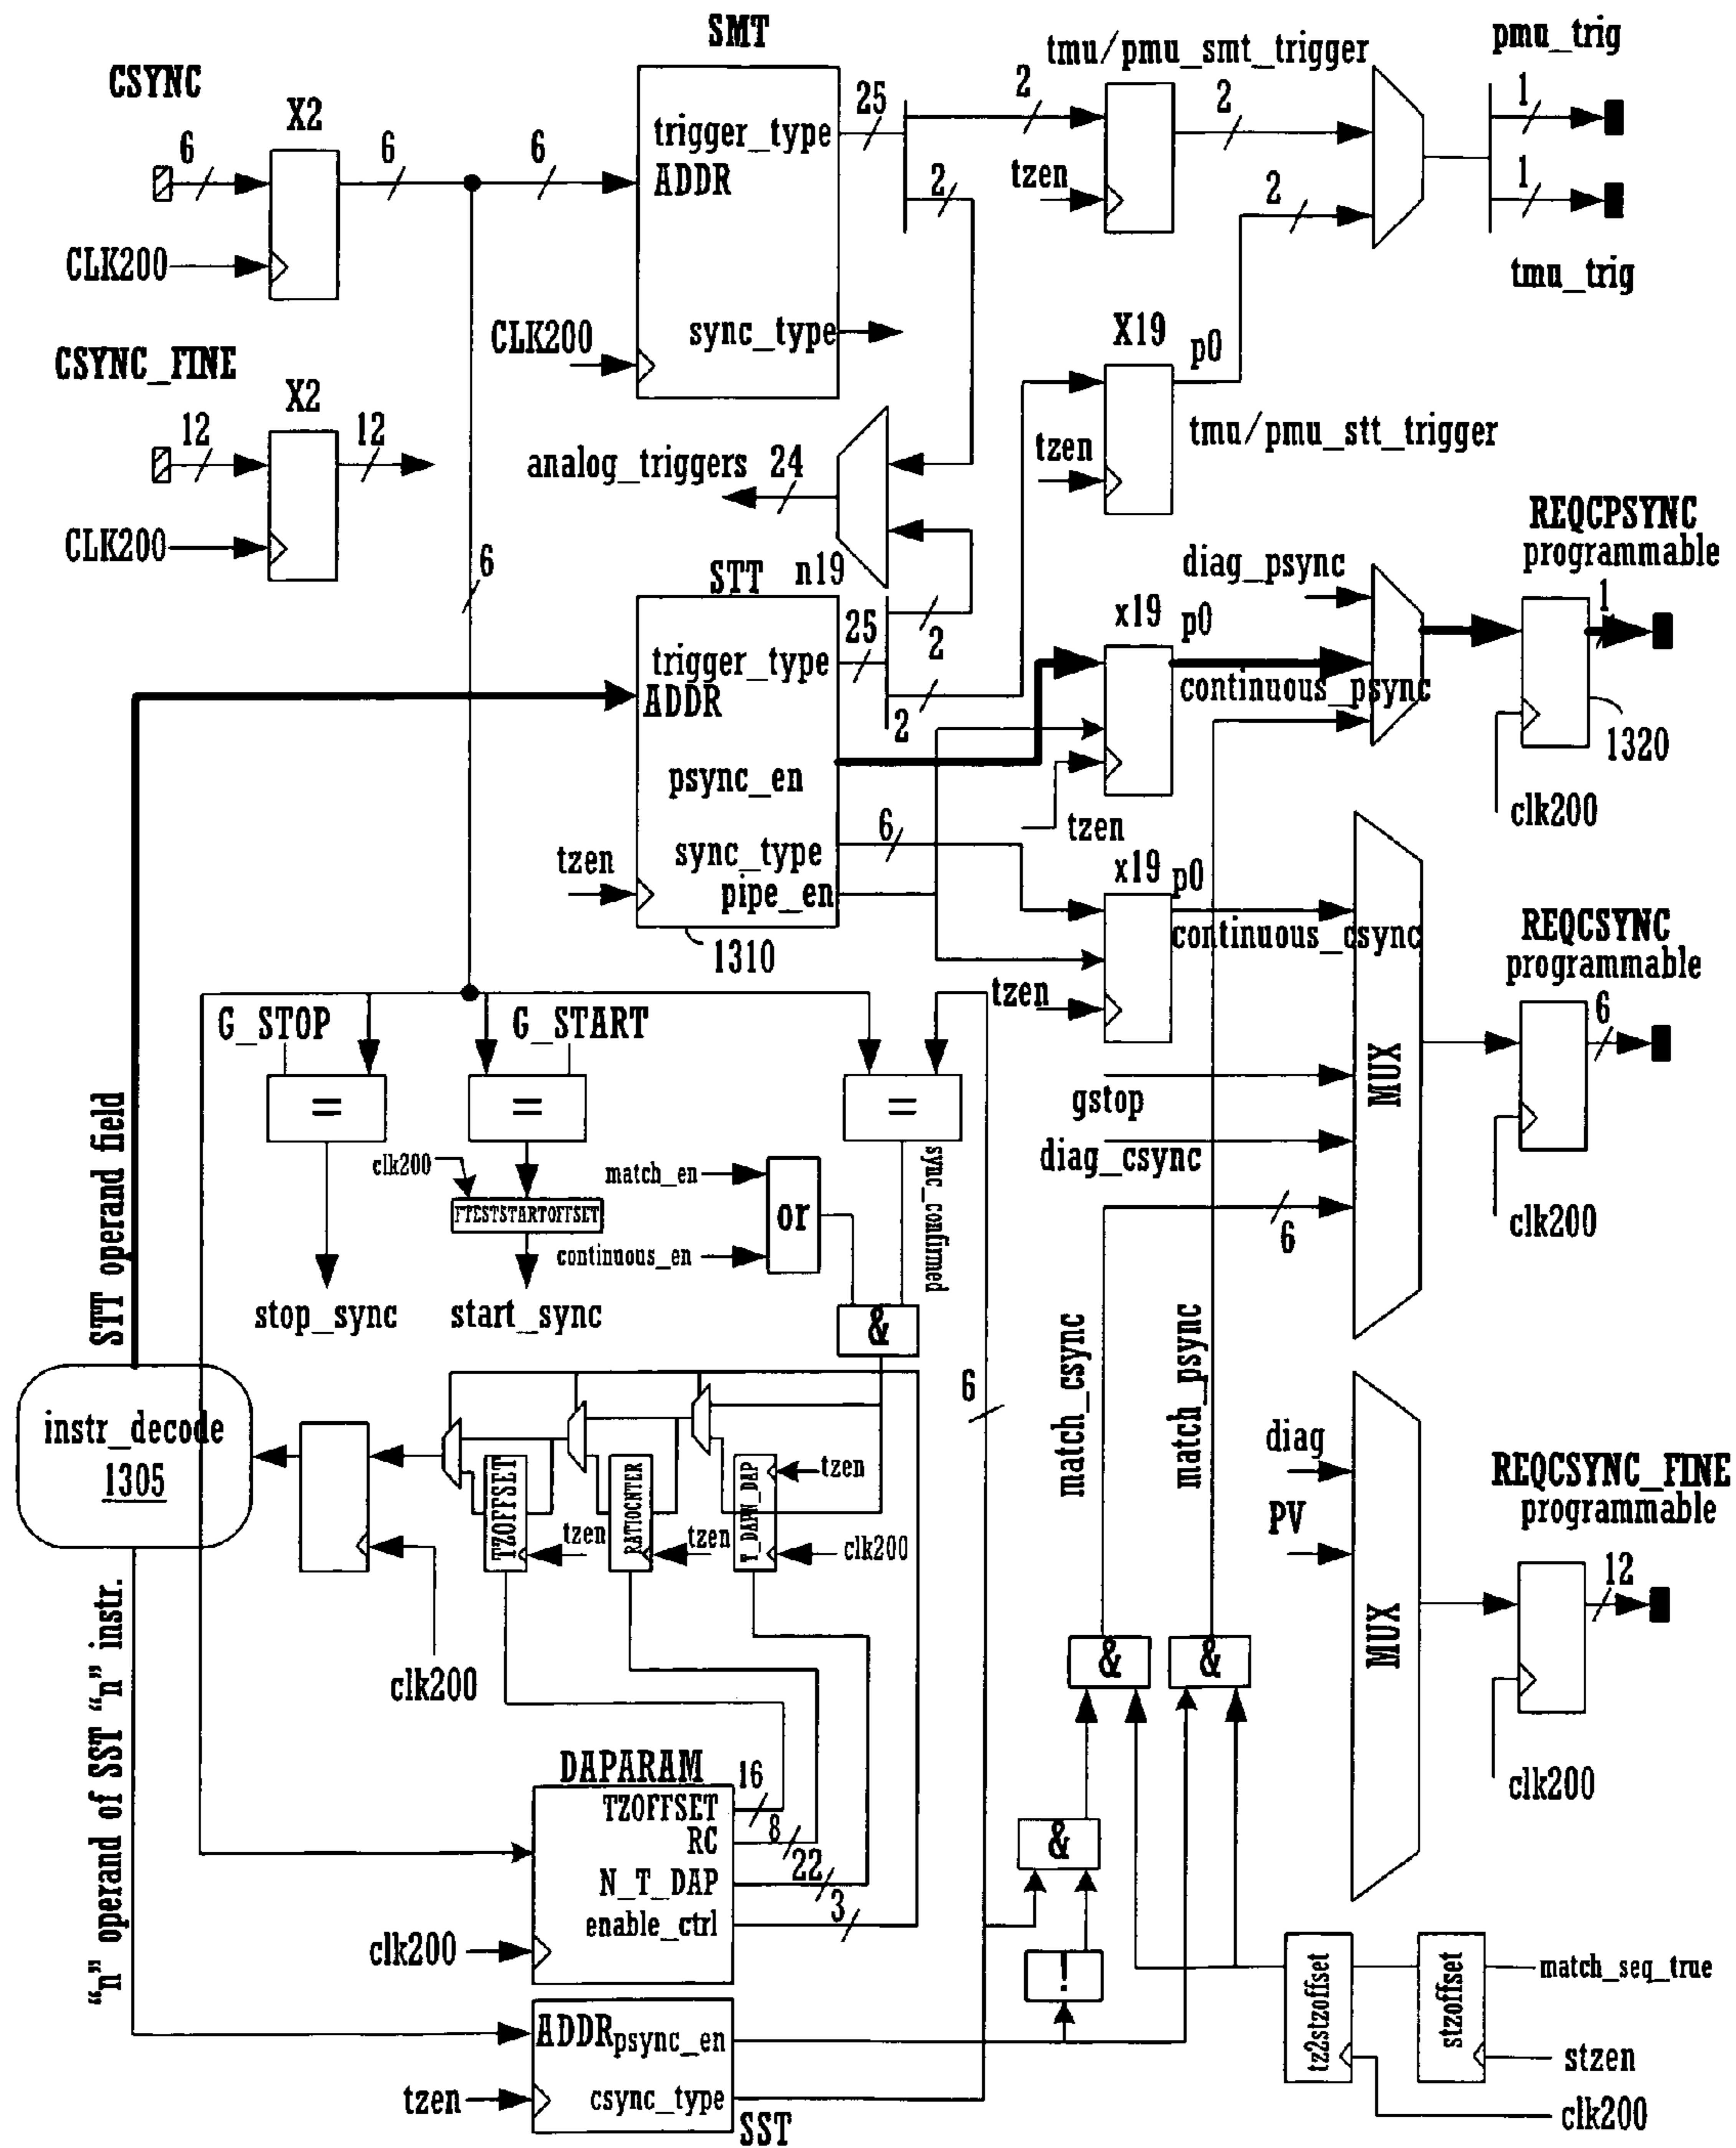 SMT
tmu/pmu_smt_trigger
pmu_trig
CSYNC
X2
6
6
6
trigger_type
ADDR
25
2
2
1
tzen
2
2
1
CLK200
CLK200
sync_type
tmu_trig
X19
p0
CSYNC_FINE
X2
12
12
analog_triggers
24
tzen
tmu/pmu_stt_trigger
CLK200
6
n19
STT
REQCPSYNC
programmable
diag_psync
1
x19
p0
25
2
trigger_type
ADDR
2
continuous_psync
1320
psync_en
clk200
6
tzen
tzen
sync_type
pipe_en
x19
p0
1310
continuous_csync
REQCSYNC
programmable
6
tzen
G_STOP
G_START
=
=
=
gstop
MUX
diag_csync
STT operand field
clk200
FTESTSTARTOFFSET
match_en
or
continuous_en
sync_confirmed
6
clk200
stop_sync
start_sync
&
match_csync
match_psync
6
instr_decode
1305
TZOFFSET
tzen
RATIOCNTER
tzen
T_DAPN_DAP
tzen
clk200
diag
PV
REQCSYNC_FINE
programmable
12
MUX
clk200
"n" operand of SST "n" instr.
clk200
&
&
DAPARAM
16
TZOFFSET
RC
8
N_T_DAP
22
enable_ctrl
3
clk200
&
!
tz2stzoffset
stzoffset
match_seq_true
ADDR
psync_en
stzen
tzen
csync_type
SST
clk200